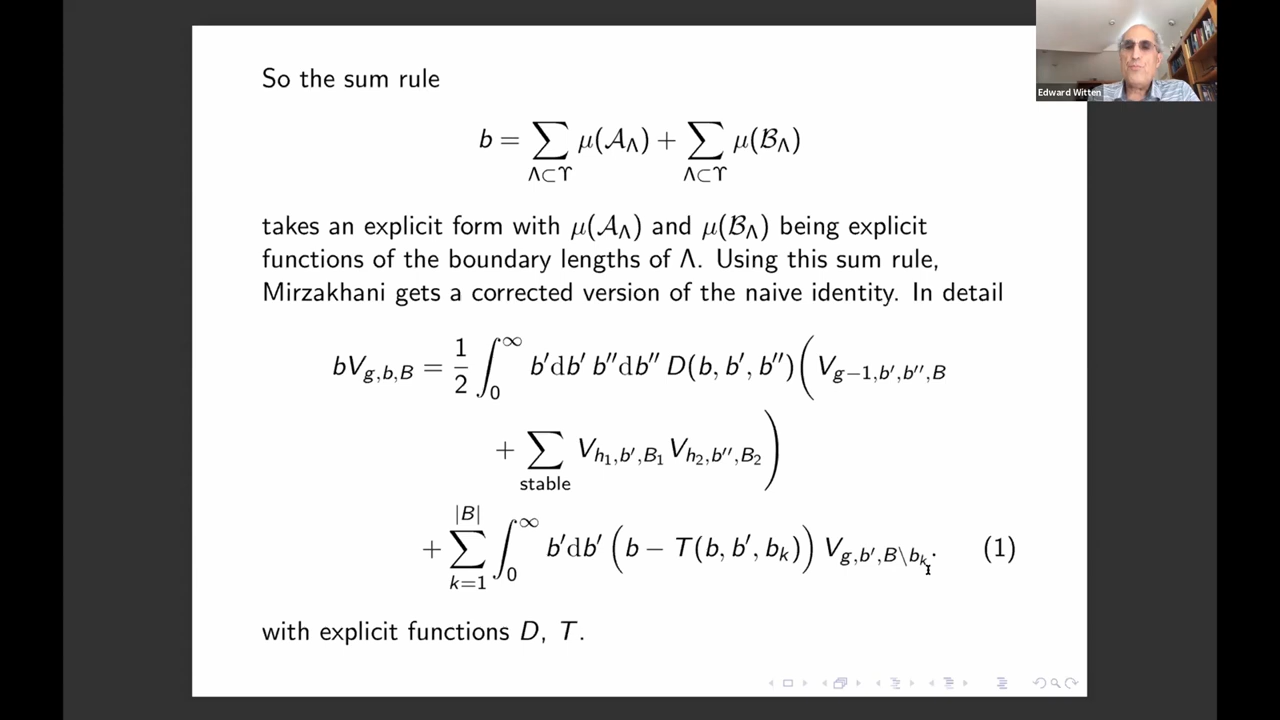 So the sum rule
b = ∑_{Λ⊂Υ} μ(𝒜_Λ) + ∑_{Λ⊂Υ} μ(ℬ_Λ)
takes an explicit form with μ(𝒜_Λ) and μ(ℬ_Λ) being explicit
functions of the boundary lengths of Λ. Using this sum rule,
Mirzakhani gets a corrected version of the naive identity. In detail
bV_{g,b,B} = 1/2 ∫_0^∞ b′db′ b″db″ D(b, b′, b″)( V_{g−1,b′,b″,B}
+ ∑_{stable} V_{h_1,b′,B_1} V_{h_2,b″,B_2} )
+ ∑_{k=1}^{|B|} ∫_0^∞ b′db′ (b − T(b, b′, b_k)) V_{g,b′,B\b_k}. (1)
with explicit functions D, T.
Edward Witten